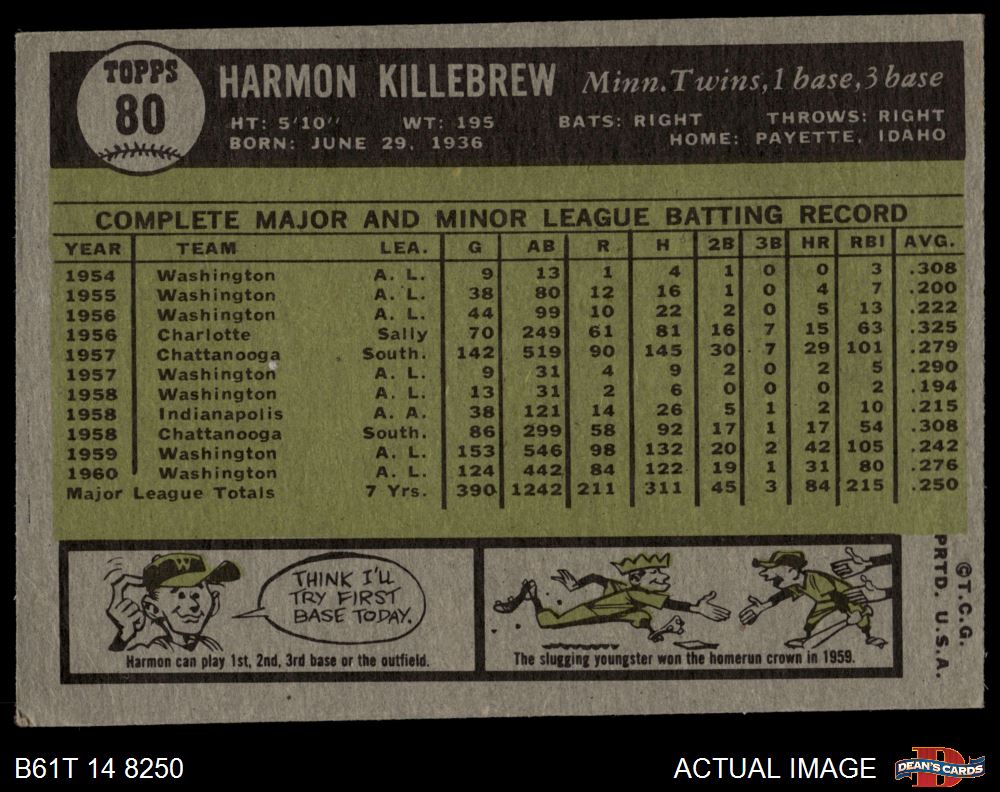 TOPPS
80
HARMON KILLEBREW Minn. Twins, 1 base, 3 base
HT: 5'10" WT: 195 BATS: RIGHT THROWS: RIGHT
BORN: JUNE 29, 1936 HOME: PAYETTE, IDAHO
COMPLETE MAJOR AND MINOR LEAGUE BATTING RECORD
YEAR TEAM LEA. G AB R H 2B 3B HR RBI AVG.
1954 Washington A. L. 9 13 1 4 1 0 0 3 .308
1955 Washington A. L. 38 80 12 16 1 0 4 7 .200
1956 Washington A. L. 44 99 10 22 2 0 5 13 .222
1956 Charlotte Sally 70 249 61 81 16 7 15 63 .325
1957 Chattanooga South. 142 519 90 145 30 7 29 101 .279
1957 Washington A. L. 9 31 4 9 2 0 2 5 .290
1958 Washington A. L. 13 31 2 6 0 0 0 2 .194
1958 Indianapolis A. A. 38 121 14 26 5 1 2 10 .215
1958 Chattanooga South. 86 299 58 92 17 1 17 54 .308
1959 Washington A. L. 153 546 98 132 20 2 42 105 .242
1960 Washington A. L. 124 442 84 122 19 1 31 80 .276
Major League Totals 7 Yrs. 390 1242 211 311 45 3 84 215 .250
W
THINK I'LL
TRY FIRST
BASE TODAY.
Harmon can play 1st, 2nd, 3rd base or the outfield.
The slugging youngster won the homerun crown in 1959.
©T.C.G.
PRTD. U.S.A.
B61T 14 8250
ACTUAL IMAGE
DEAN'S CARDS